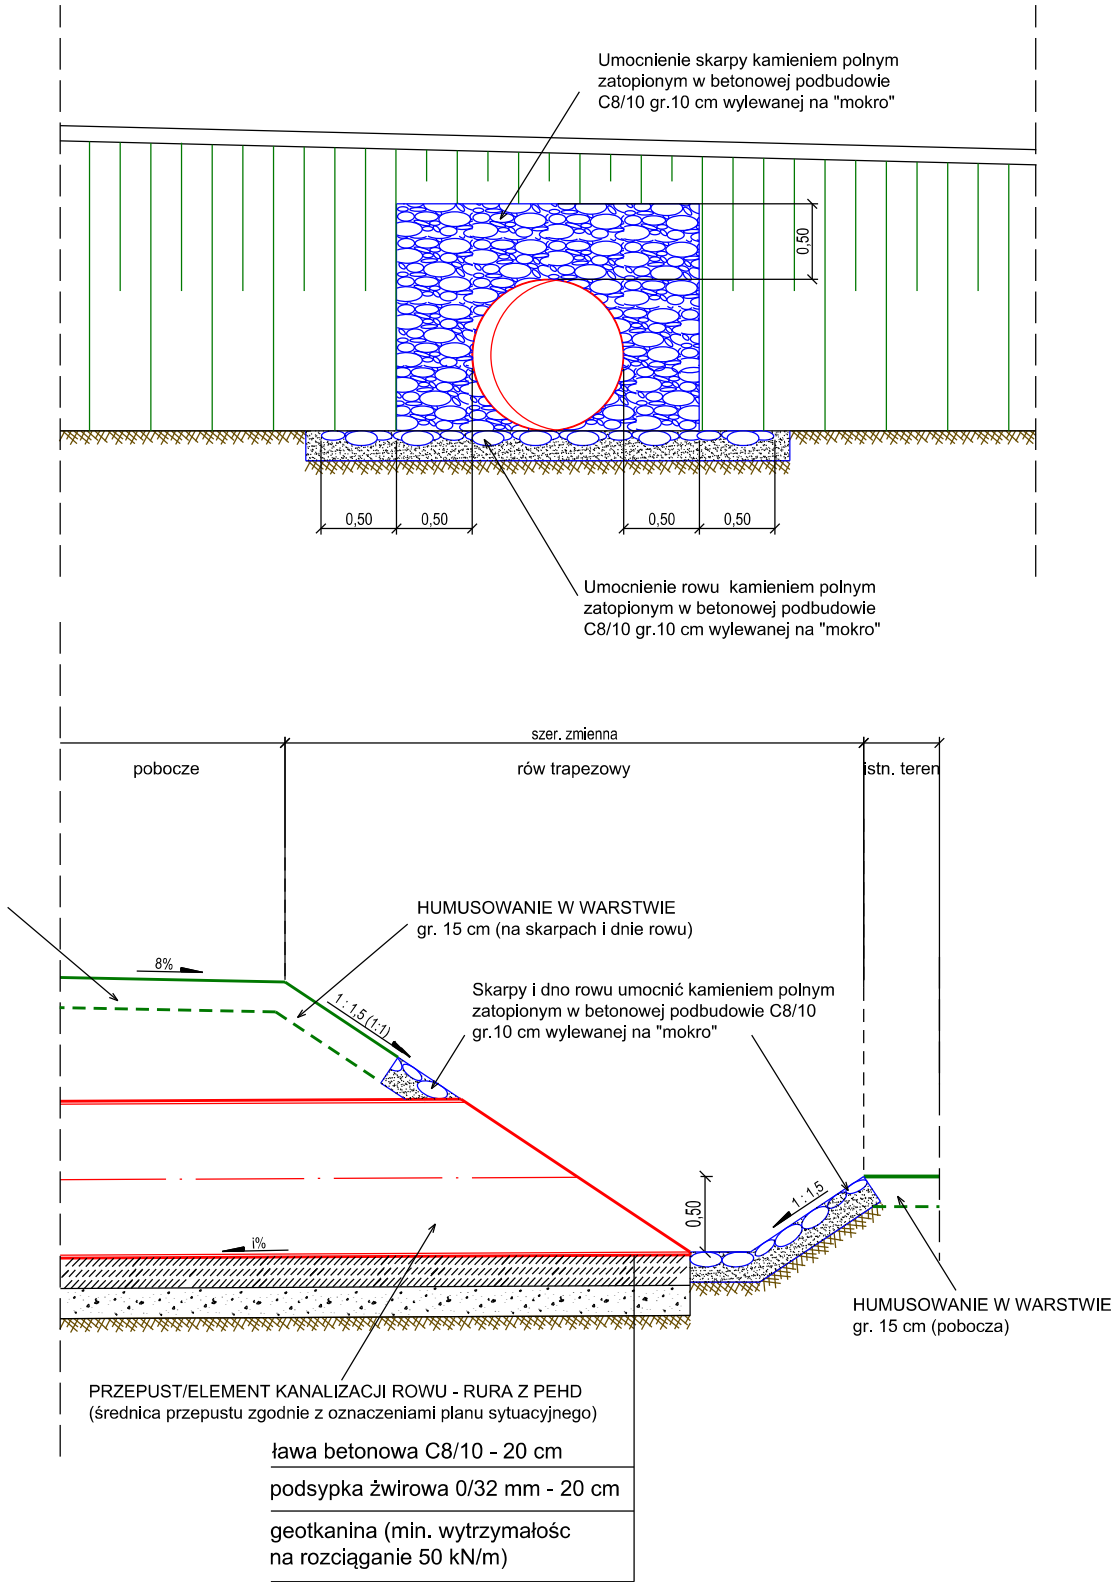 Umocnienie skarpy kamieniem polnym
zatopionym w betonowej podbudowie
C8/10 gr.10 cm wylewanej na "mokro"
0,50
0,50
0,50
0,50
0,50
Umocnienie rowu kamieniem polnym
zatopionym w betonowej podbudowie
C8/10 gr.10 cm wylewanej na "mokro"
szer. zmienna
pobocze
rów trapezowy
istn. teren
HUMUSOWANIE W WARSTWIE
gr. 15 cm (na skarpach i dnie rowu)
8%
1 : 1,5 (1:1)
Skarpy i dno rowu umocnić kamieniem polnym
zatopionym w betonowej podbudowie C8/10
gr.10 cm wylewanej na "mokro"
0,50
1 : 1,5
i%
HUMUSOWANIE W WARSTWIE
gr. 15 cm (pobocza)
PRZEPUST/ELEMENT KANALIZACJI ROWU - RURA Z PEHD
(średnica przepustu zgodnie z oznaczeniami planu sytuacyjnego)
ława betonowa C8/10 - 20 cm
podsypka żwirowa 0/32 mm - 20 cm
geotkanina (min. wytrzymałośc
na rozciąganie 50 kN/m)